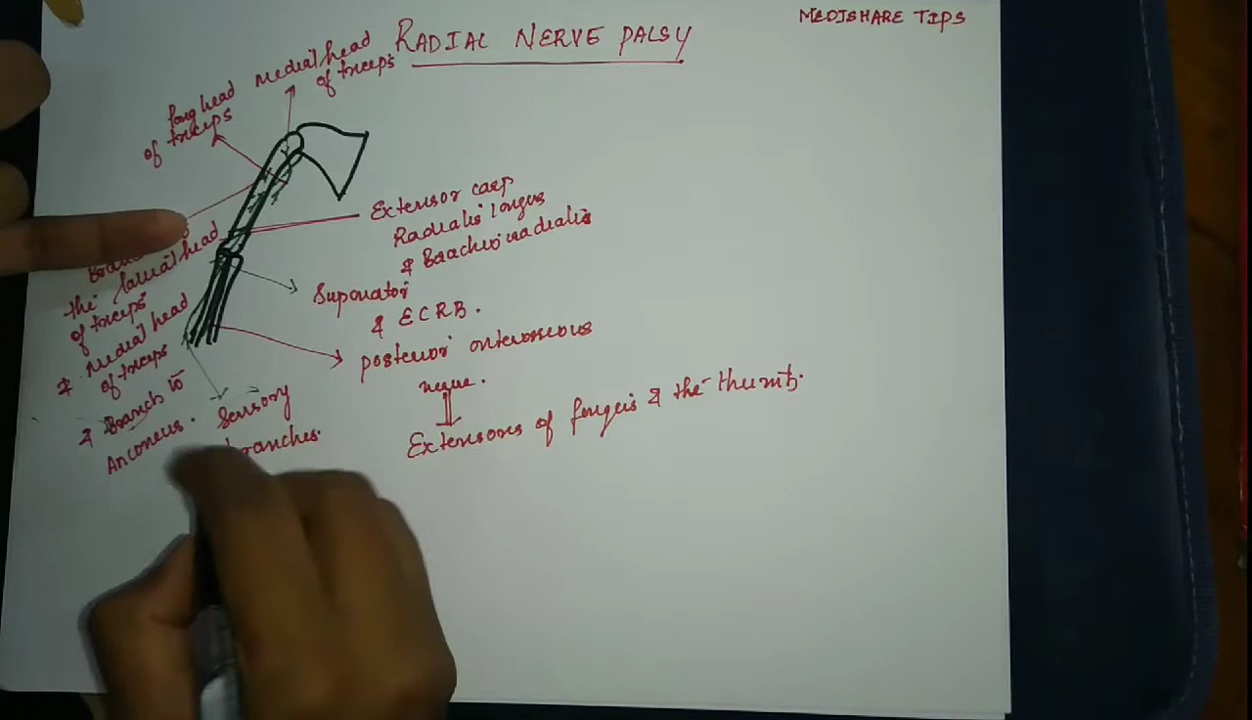 MEDISHARE TIPS
RADIAL NERVE PALSY
Medial head
of triceps
long head
of triceps
Extensor carp
Radialis longus
& Brachioradialis
Supinator
& ECRB.
posterior interosseous
nerve.
Extensors of fingers & the thumb.
the lateral head
of triceps
& Medial head
of triceps
& Branch to
Anconeus.
Sensory
branches.